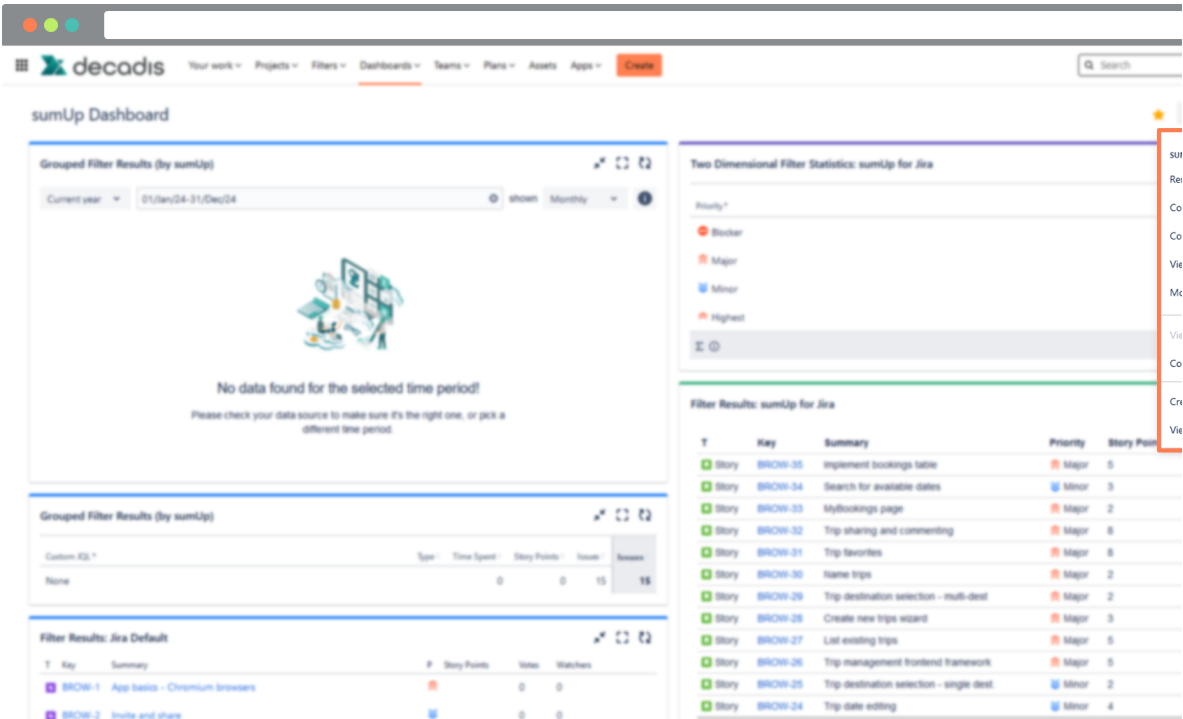 decadis Your work Projects Filters Dashboards Teams Plans Assets Apps Create Search
sumUp Dashboard
Grouped Filter Results (by sumUp)
Current year 01/Jan/24-31/Dec/24 shown Monthly
No data found for the selected time period!
Please check your data source to make sure it's the right one, or pick a
different time period.
Grouped Filter Results (by sumUp)
Custom JQL * Type Time Spent Story Points Issues Issues
None 0 0 15 15
Filter Results: Jira Default
T Key Summary P Story Points Votes Watchers
BROW-1 App basics - Chromium browsers 0 0
BROW-2 Invite and share 0 0
Two Dimensional Filter Statistics: sumUp for Jira
Priority *
Blocker
Major
Minor
Highest
Σ
Filter Results: sumUp for Jira
T Key Summary Priority Story Poin
Story BROW-35 Implement bookings table Major 5
Story BROW-34 Search for available dates Minor 3
Story BROW-33 MyBookings page Major 2
Story BROW-32 Trip sharing and commenting Major 8
Story BROW-31 Trip favorites Major 8
Story BROW-30 Name trips Major 2
Story BROW-29 Trip destination selection - multi-dest Major 2
Story BROW-28 Create new trips wizard Major 3
Story BROW-27 List existing trips Major 5
Story BROW-26 Trip management frontend framework Major 5
Story BROW-25 Trip destination selection - single dest Minor 2
Story BROW-24 Trip date editing Minor 4